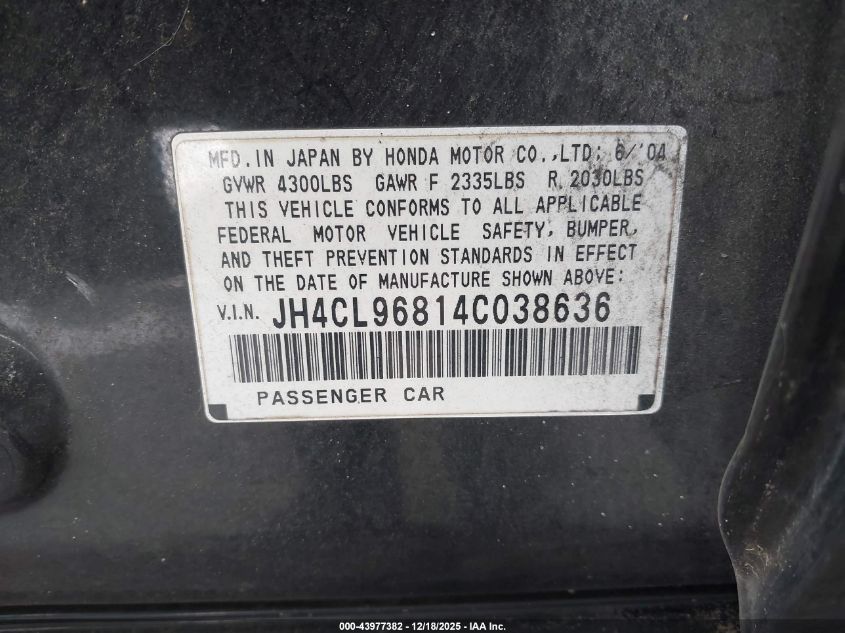 MFD. IN JAPAN BY HONDA MOTOR CO., LTD; 6/'04
GVWR 4300LBS GAWR F 2335LBS R 2030LBS
THIS VEHICLE CONFORMS TO ALL APPLICABLE
FEDERAL MOTOR VEHICLE SAFETY, BUMPER,
AND THEFT PREVENTION STANDARDS IN EFFECT
ON THE DATE OF MANUFACTURE SHOWN ABOVE:
V.I.N. JH4CL96814C038636
PASSENGER CAR
000-43977382 - 12/18/2025 - IAA Inc.